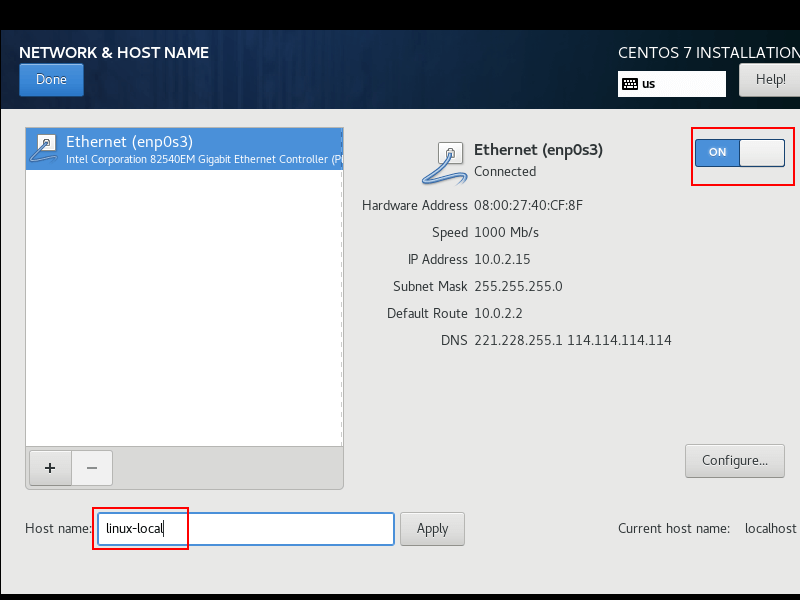 NETWORK & HOST NAME
CENTOS 7 INSTALLATION
Done
us
Help!
Ethernet (enp0s3)
Intel Corporation 82540EM Gigabit Ethernet Controller (
Ethernet (enp0s3)
Connected
ON
Hardware Address 08:00:27:40:CF:8F
Speed 1000 Mb/s
IP Address 10.0.2.15
Subnet Mask 255.255.255.0
Default Route 10.0.2.2
DNS 221.228.255.1 114.114.114.114
+ −
Configure...
Host name: linux-local
Apply
Current host name: localhost